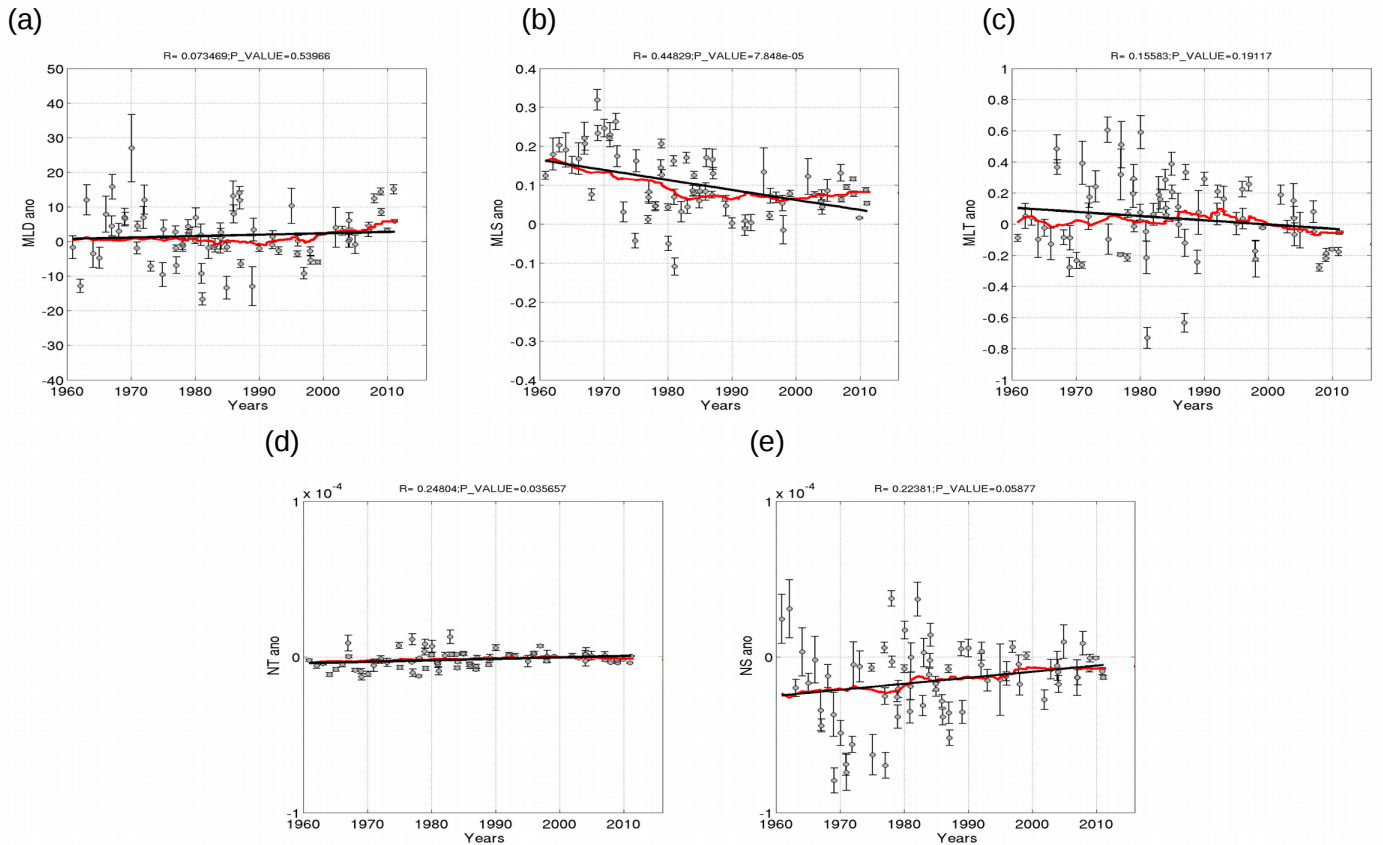 (a)
(b)
(c)
R= 0.073469;P_VALUE=0.53966
R= 0.44829;P_VALUE=7.848e-05
R= 0.15583;P_VALUE=0.19117
MLD ano
50
40
30
20
10
0
-10
-20
-30
-40
1960 1970 1980 1990 2000 2010
Years
MLS ano
0.4
0.3
0.2
0.1
0
-0.1
-0.2
-0.3
-0.4
1960 1970 1980 1990 2000 2010
Years
MLT ano
1
0.8
0.6
0.4
0.2
0
-0.2
-0.4
-0.6
-0.8
-1
1960 1970 1980 1990 2000 2010
Years
(d)
(e)
R= 0.24804;P_VALUE=0.035657
R= 0.22381;P_VALUE=0.05877
x 10-4
NT ano
1
0
-1
1960 1970 1980 1990 2000 2010
Years
x 10-4
NS ano
1
0
-1
1960 1970 1980 1990 2000 2010
Years